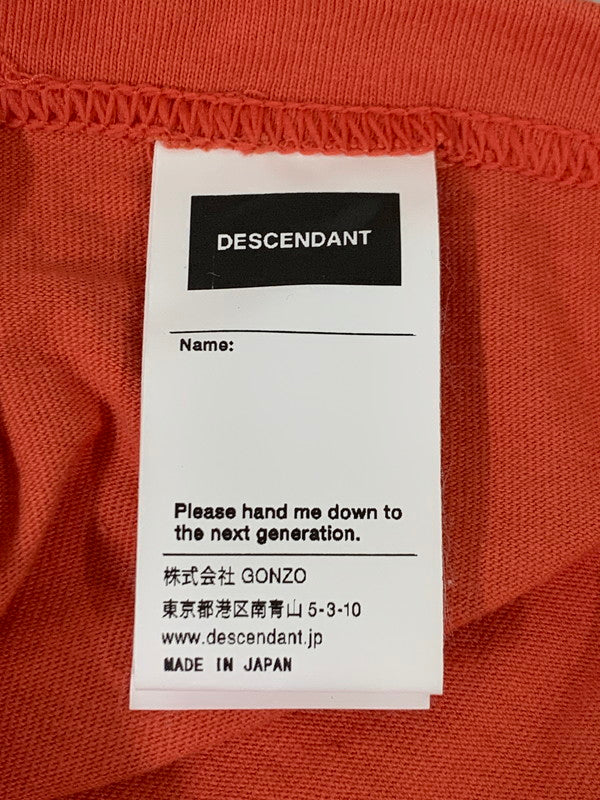 DESCENDANT
Name:
Please hand me down to
the next generation.
株式会社 GONZO
東京都港区南青山 5-3-10
www.descendant.jp
MADE IN JAPAN